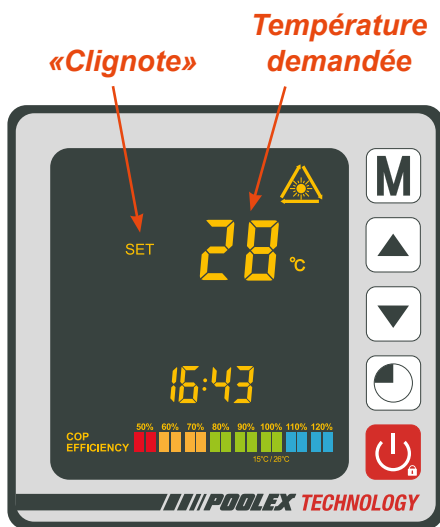 Température
«Clignote» demandée
M
28 °C
SET
16:43
50% 60% 70% 80% 90% 100% 110% 120%
COP
EFFICIENCY
15°C / 26°C
POOLEX TECHNOLOGY